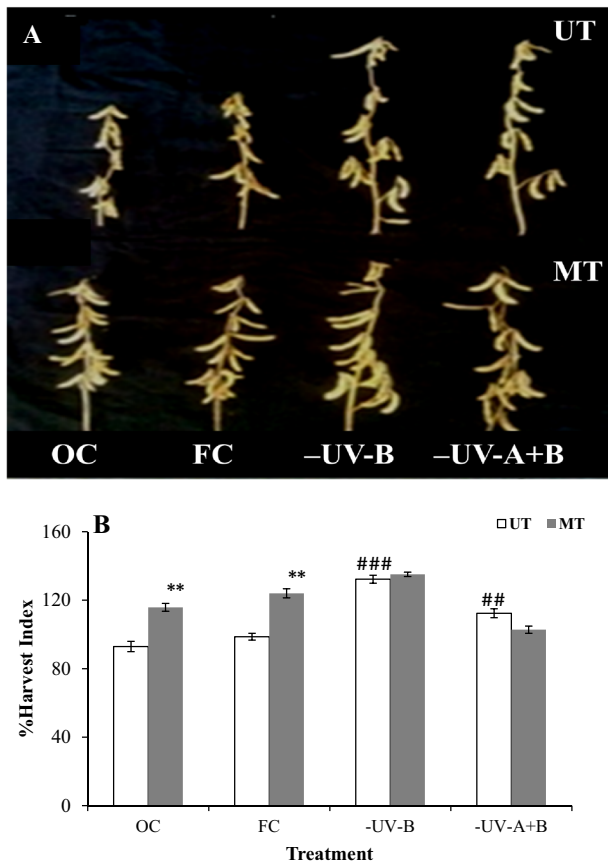 A
UT
MT
OC FC –UV-B –UV-A+B
B
UT MT
160
120
80
40
0
** ** ### ##
%Harvest Index
OC FC -UV-B -UV-A+B
Treatment